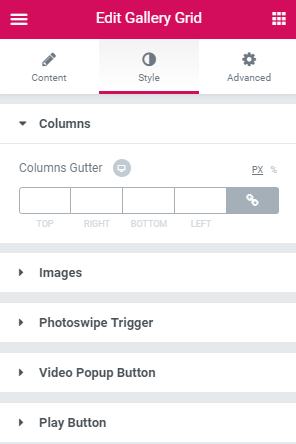 Edit Gallery Grid
Content Style Advanced
Columns
Columns Gutter PX %
TOP RIGHT BOTTOM LEFT
Images
Photoswipe Trigger
Video Popup Button
Play Button